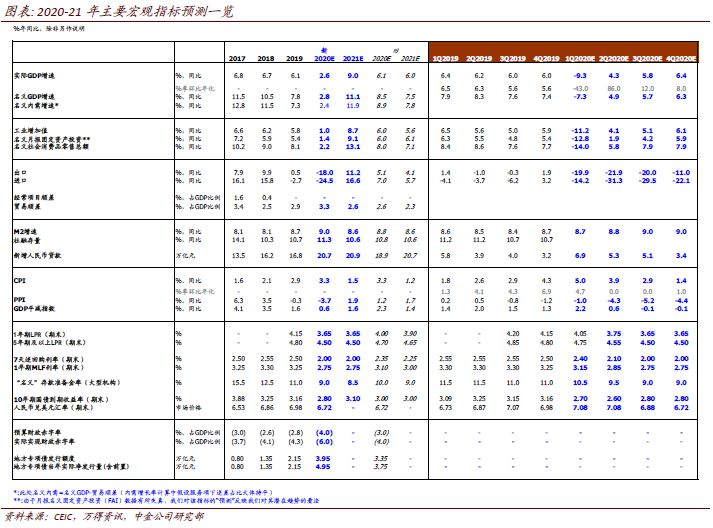 图表: 2020-21 年主要宏观指标预测一览
%年同比，除非另作说明
新 旧
2017 2018 2019 2020E 2021E 2020E 2021E 1Q2019 2Q2019 3Q2019 4Q2019 1Q2020E 2Q2020E 3Q2020E 4Q2020E
实际GDP增速 %，同比 6.8 6.7 6.1 2.6 9.0 6.1 6.0 6.4 6.2 6.0 6.0 -9.3 4.3 5.8 6.4
%季环比年化 - - - - - - - 6.5 6.3 5.6 5.6 -43.0 86.0 12.0 8.0
名义GDP增速 %，同比 11.5 10.5 7.8 2.8 11.1 8.5 7.5 7.9 8.3 7.6 7.4 -7.3 4.9 5.7 6.3
名义内需增速* %，同比 12.8 11.5 7.3 2.4 11.9 8.9 7.8
工业增加值 %，同比 6.6 6.2 5.8 1.0 8.7 6.0 5.6 6.5 5.6 5.0 5.9 -11.2 4.1 5.1 6.1
名义月报固定资产投资** %，同比 7.2 5.9 5.4 1.4 9.1 6.0 6.1 6.3 5.5 4.8 5.4 -12.8 1.9 4.2 5.9
名义社会消费品零售总额 %，同比 10.2 9.0 8.1 2.2 13.1 8.0 7.1 8.4 8.6 7.6 7.7 -14.0 5.8 7.9 7.9
出口 %，同比 7.9 9.9 0.5 -18.0 11.2 5.1 4.1 1.4 -1.0 -0.3 1.9 -19.9 -21.9 -20.0 -11.0
进口 %，同比 16.1 15.8 -2.7 -24.5 16.6 7.0 5.7 -4.1 -3.7 -6.2 3.2 -14.2 -31.3 -29.5 -22.1
经常项目顺差 %，占GDP比例 1.6 0.4 - - - - -
贸易顺差 %，占GDP比例 3.4 2.5 2.9 3.3 2.6 2.6 2.3
M2增速 %，同比 8.1 8.1 8.7 9.0 8.6 8.8 8.6 8.6 8.5 8.4 8.7 8.7 8.8 9.0 9.0
社融存量 %，同比 14.1 10.3 10.7 11.3 10.6 10.8 10.6 11.2 11.2 10.7 10.7
新增人民币贷款 万亿元 13.5 16.2 16.8 20.7 20.9 18.9 20.7 5.8 3.9 4.0 3.2 6.9 5.3 5.1 3.4
CPI %，同比 1.6 2.1 2.9 3.3 1.5 3.3 1.2 1.8 2.6 2.9 4.3 5.0 3.9 2.9 1.4
%季环比年化 - - - - - - - 1.3 4.1 4.3 6.9 4.7 0.0 0.0 1.0
PPI %，同比 6.3 3.5 -0.3 -3.7 1.9 1.2 1.7 0.2 0.5 -0.8 -1.2 -1.0 -4.3 -5.2 -4.4
GDP平减指数 %，同比 4.1 3.5 1.6 0.6 1.6 2.3 1.4 1.4 2.0 1.5 1.3 2.2 0.6 -0.1 -0.1
1年期LPR（期末） % - - 4.15 3.65 3.65 4.00 3.90 - - 4.20 4.15 4.05 3.75 3.65 3.65
5年期及以上LPR（期末） % - - 4.80 4.50 4.50 4.70 4.65 - - 4.85 4.80 4.75 4.55 4.50 4.50
7天逆回购利率（期末） % 2.50 2.55 2.50 2.00 2.00 2.35 2.25 2.55 2.55 2.55 2.50 2.40 2.10 2.00 2.00
1年期MLF利率（期末） % 3.25 3.30 3.25 2.75 2.75 3.10 3.00 3.30 3.30 3.30 3.25 3.15 2.85 2.75 2.75
“名义”存款准备金率（大型机构） % 15.5 12.5 11.0 9.0 8.5 10.0 9.0 11.5 11.5 11.0 11.0 10.5 9.5 9.0 9.0
10年期国债到期收益率（期末） % 3.88 3.25 3.16 2.80 3.10 3.00 3.00 3.09 3.25 3.15 3.16 2.70 2.60 2.80 2.80
人民币兑美元汇率（期末） 市场价格 6.53 6.86 6.98 6.72 - 6.72 - 6.73 6.87 7.07 6.98 7.08 7.08 6.88 6.72
预算财政赤字率 %，占GDP比例 (3.0) (2.6) (2.8) (4.0) - (3.0) - - - - - - - - -
实际实现财政赤字率 %，占GDP比例 (3.7) (4.1) (4.3) (6.0) - (4.0) - - - - - - - - -
地方专项债发行额度 万亿元 0.80 1.35 2.15 3.95 - 3.35 - - - - - - - - -
地方专项债当年实际净发行量(含前置) 万亿元 0.80 1.35 2.15 4.95 - 3.75 - - - - - - - - -
*:此处名义内需=名义GDP-贸易顺差（内需增长率计算中假设服务项下逆差占比大体持平）
**:由于月报名义固定资产投资（FAI）数据有所失真，我们对该指标的“预测”反映我们对其潜在趋势的看法
资料来源: CEIC，万得资讯，中金公司研究部